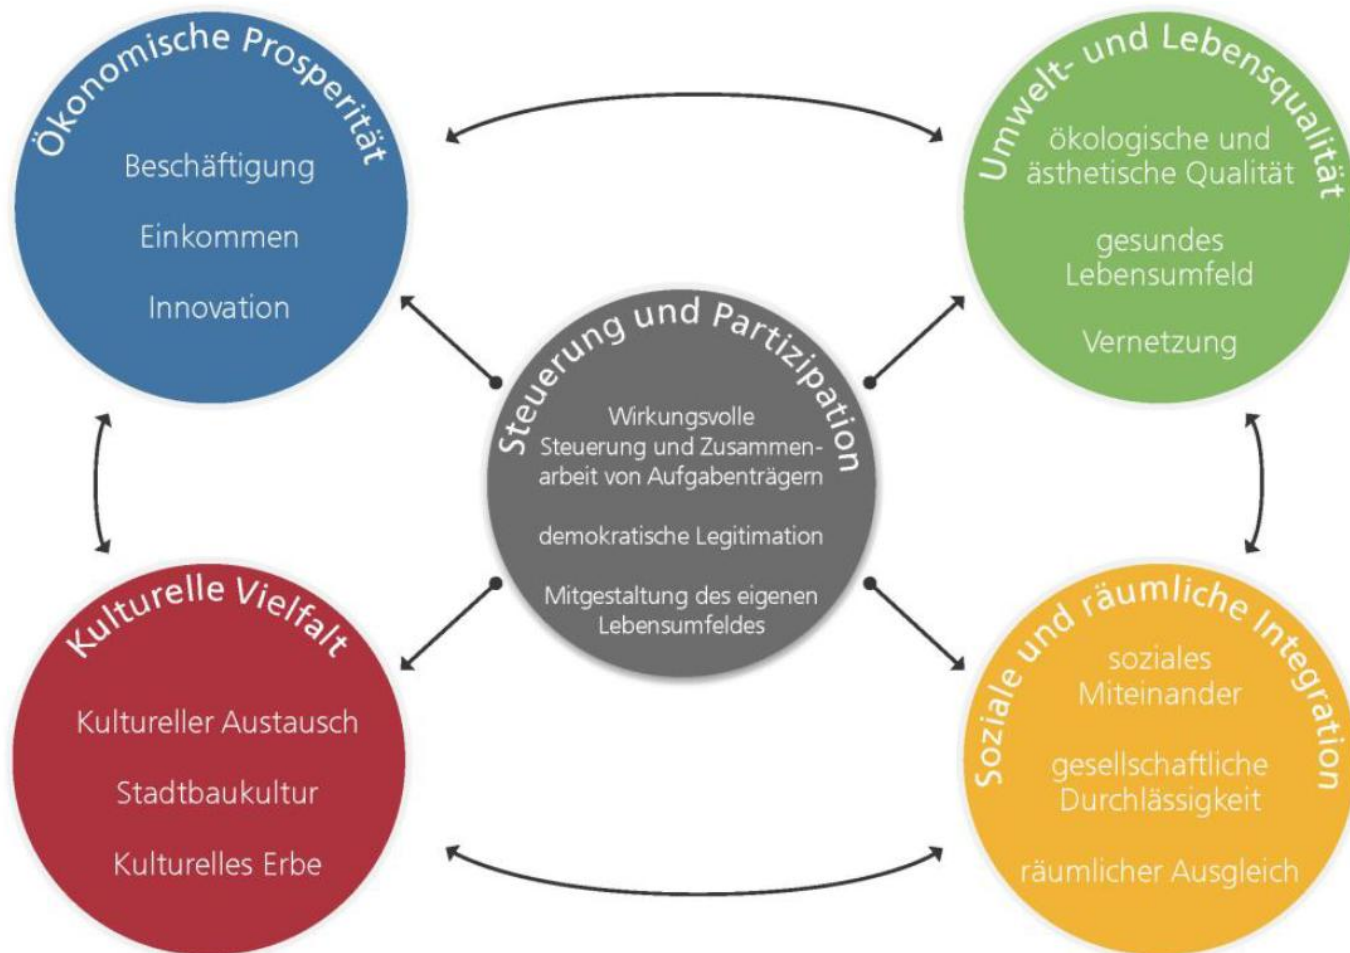 Ökonomische Prosperität
Beschäftigung
Einkommen
Innovation
Umwelt- und Lebensqualität
ökologische und
ästhetische Qualität
gesundes
Lebensumfeld
Vernetzung
Steuerung und Partizipation
Wirkungsvolle
Steuerung und Zusammen-
arbeit von Aufgabenträgern
demokratische Legitimation
Mitgestaltung des eigenen
Lebensumfeldes
Kulturelle Vielfalt
Kultureller Austausch
Stadtbaukultur
Kulturelles Erbe
Soziale und räumliche Integration
soziales
Miteinander
gesellschaftliche
Durchlässigkeit
räumlicher Ausgleich